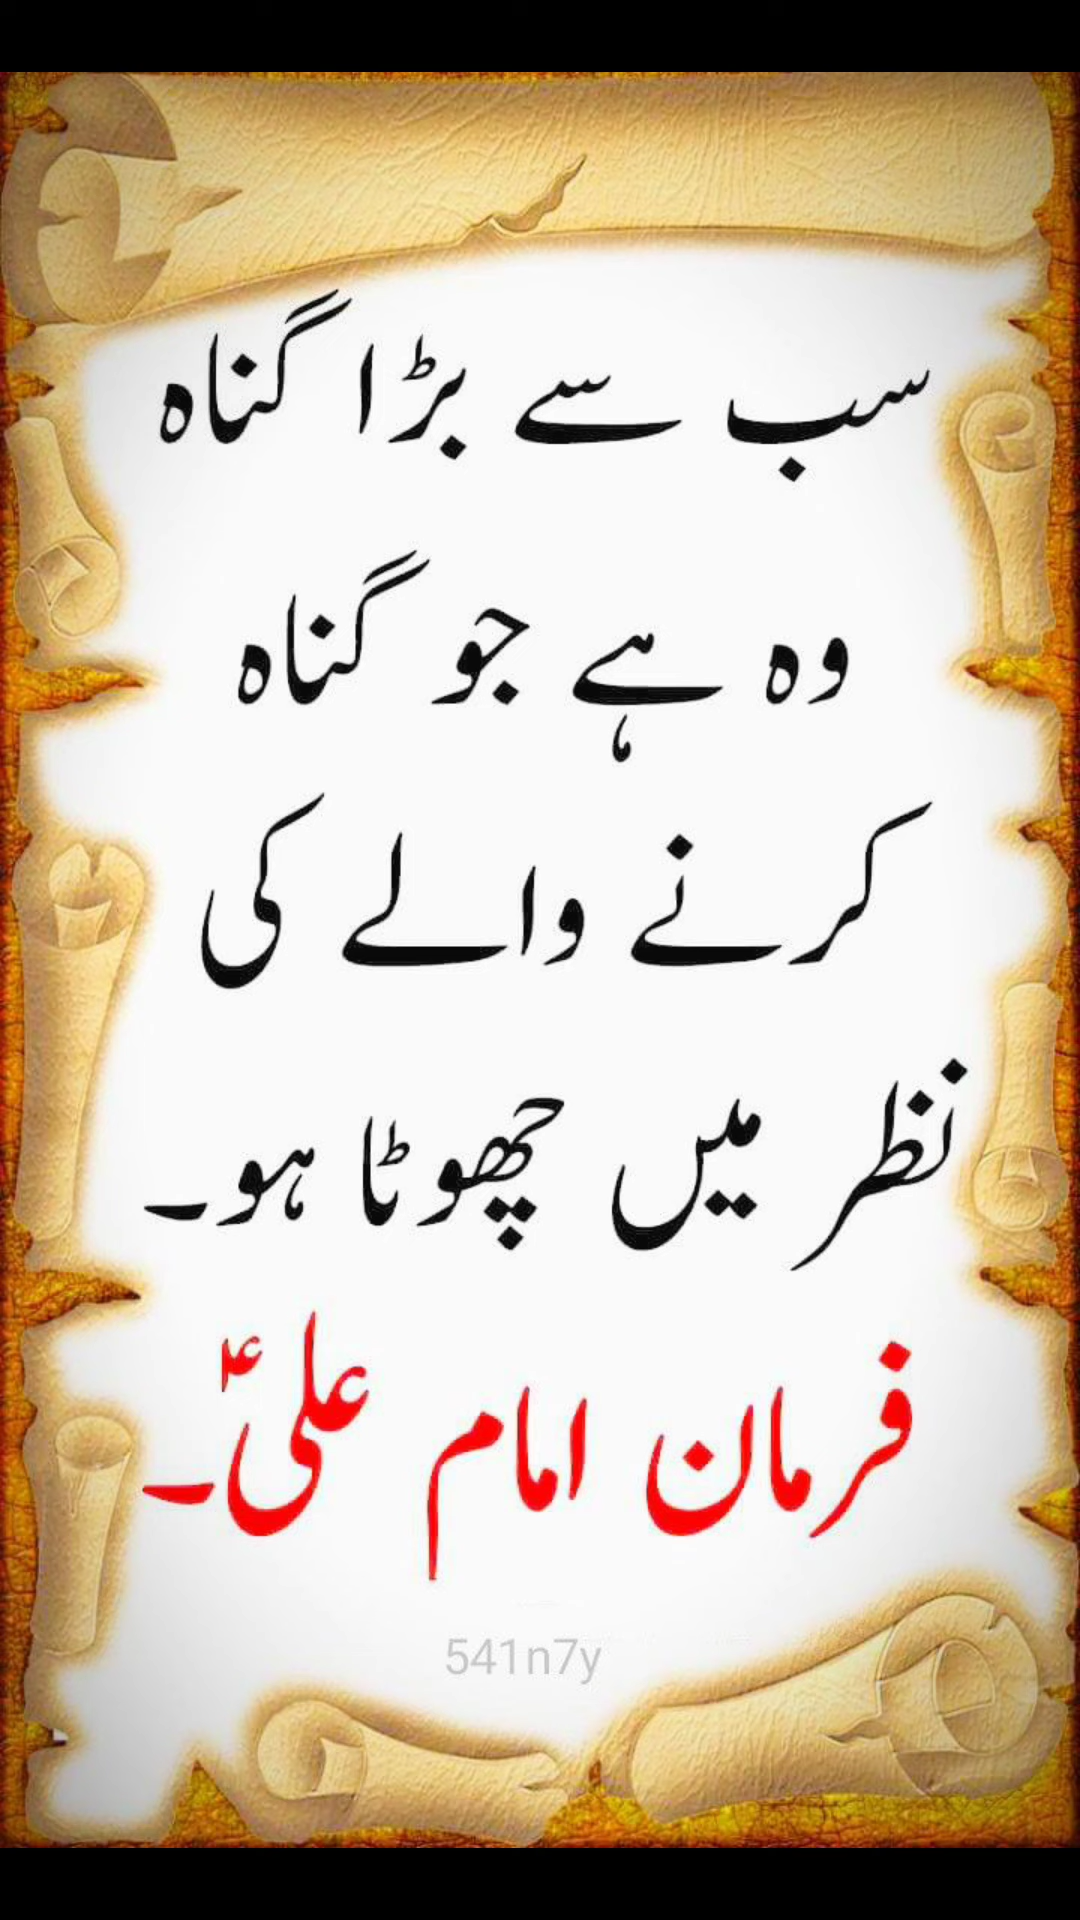 سب سے بڑا گناہ
وہ ہے جو گناہ
کرنے والے کی
نظر میں چھوٹا ہو۔
فرمان امام علیؑ۔
541n7y